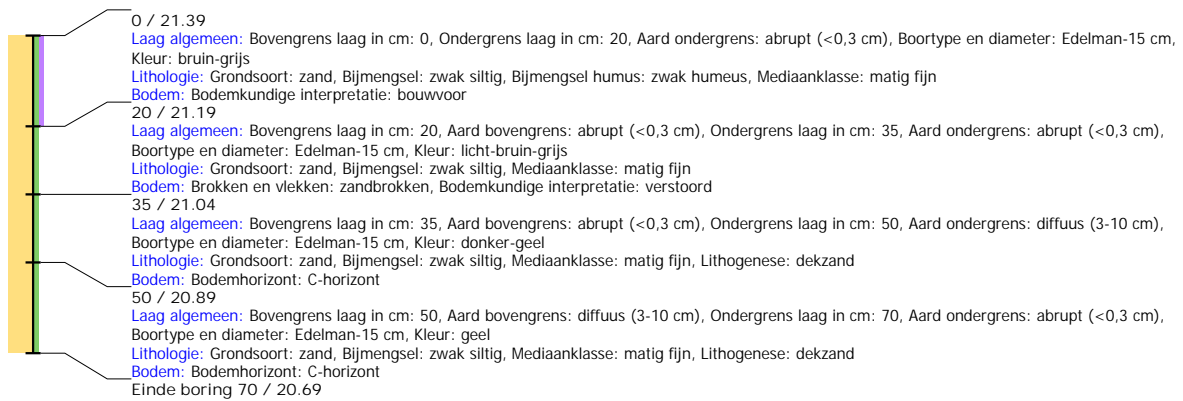 0 / 21.39
Laag algemeen: Bovengrens laag in cm: 0, Ondergrens laag in cm: 20, Aard ondergrens: abrupt (<0,3 cm), Boortype en diameter: Edelman-15 cm,
Kleur: bruin-grijs
Lithologie: Grondsoort: zand, Bijmengsel: zwak siltig, Bijmengsel humus: zwak humeus, Mediaanklasse: matig fijn
Bodem: Bodemkundige interpretatie: bouwvoor
20 / 21.19
Laag algemeen: Bovengrens laag in cm: 20, Aard bovengrens: abrupt (<0,3 cm), Ondergrens laag in cm: 35, Aard ondergrens: abrupt (<0,3 cm),
Boortype en diameter: Edelman-15 cm, Kleur: licht-bruin-grijs
Lithologie: Grondsoort: zand, Bijmengsel: zwak siltig, Mediaanklasse: matig fijn
Bodem: Brokken en vlekken: zandbrokken, Bodemkundige interpretatie: verstoord
35 / 21.04
Laag algemeen: Bovengrens laag in cm: 35, Aard bovengrens: abrupt (<0,3 cm), Ondergrens laag in cm: 50, Aard ondergrens: diffuus (3-10 cm),
Boortype en diameter: Edelman-15 cm, Kleur: donker-geel
Lithologie: Grondsoort: zand, Bijmengsel: zwak siltig, Mediaanklasse: matig fijn, Lithogenese: dekzand
Bodem: Bodemhorizont: C-horizont
50 / 20.89
Laag algemeen: Bovengrens laag in cm: 50, Aard bovengrens: diffuus (3-10 cm), Ondergrens laag in cm: 70, Aard ondergrens: abrupt (<0,3 cm),
Boortype en diameter: Edelman-15 cm, Kleur: geel
Lithologie: Grondsoort: zand, Bijmengsel: zwak siltig, Mediaanklasse: matig fijn, Lithogenese: dekzand
Bodem: Bodemhorizont: C-horizont
Einde boring 70 / 20.69